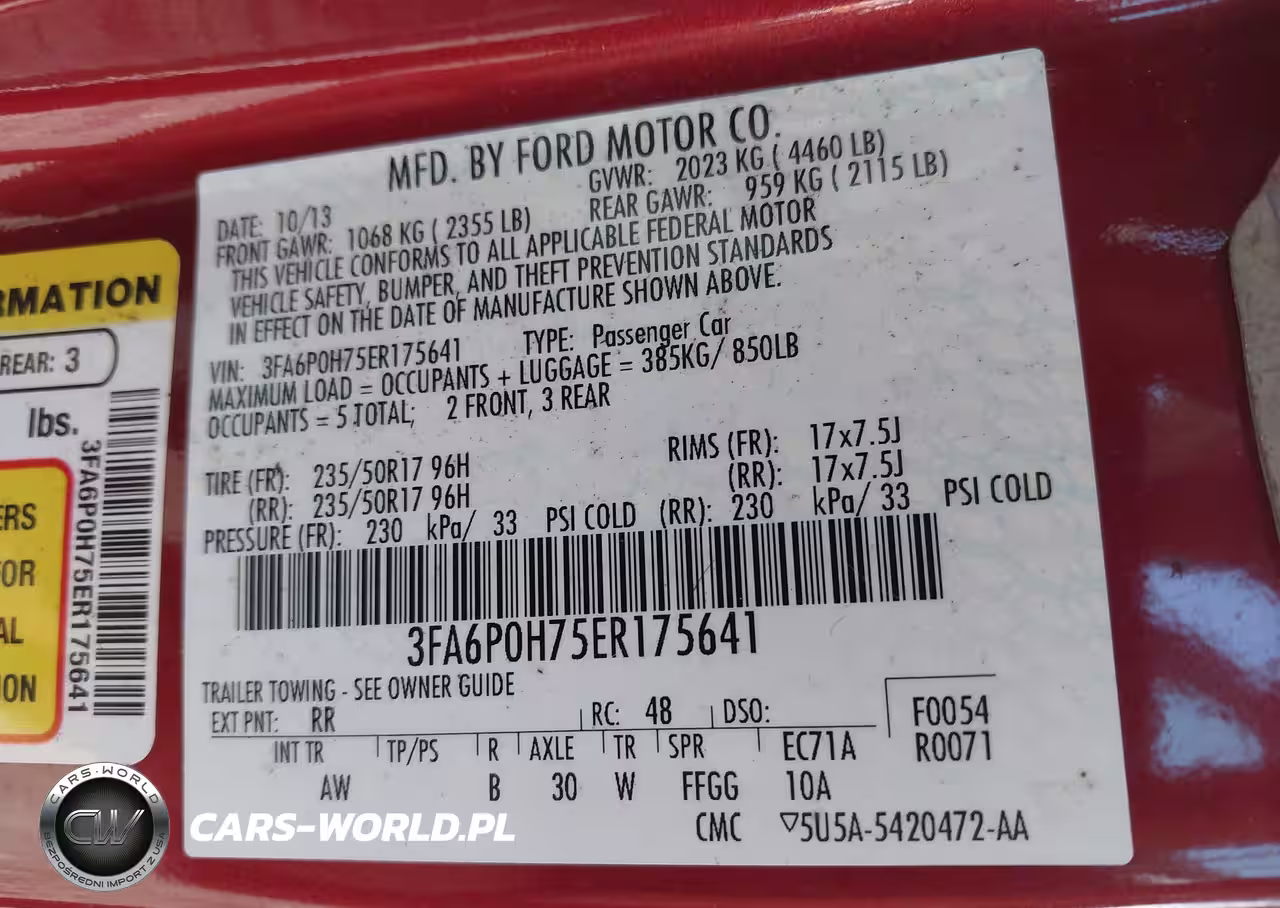 MFD. BY FORD MOTOR CO.
DATE: 10/13 GVWR: 2023 KG ( 4460 LB)
FRONT GAWR: 1068 KG ( 2355 LB) REAR GAWR: 959 KG ( 2115 LB)
THIS VEHICLE CONFORMS TO ALL APPLICABLE FEDERAL MOTOR
VEHICLE SAFETY, BUMPER, AND THEFT PREVENTION STANDARDS
IN EFFECT ON THE DATE OF MANUFACTURE SHOWN ABOVE.
VIN: 3FA6P0H75ER175641 TYPE: Passenger Car
MAXIMUM LOAD = OCCUPANTS + LUGGAGE = 385KG/ 850LB
OCCUPANTS = 5 TOTAL; 2 FRONT, 3 REAR
TIRE (FR): 235/50R17 96H RIMS (FR): 17x7.5J
(RR): 235/50R17 96H (RR): 17x7.5J
PRESSURE (FR): 230 kPa/ 33 PSI COLD (RR): 230 kPa/ 33 PSI COLD
3FA6P0H75ER175641
TRAILER TOWING - SEE OWNER GUIDE
EXT PNT: RR RC: 48 DSO: F0054
INT TR TP/PS R AXLE TR SPR EC71A R0071
AW B 30 W FFGG 10A
CMC ▽5U5A-5420472-AA
RMATION
REAR: 3
lbs.
3FA6P0H75ER175641
ERS
FOR
AL
ION
CARS-WORLD
CW
BEZPOŚREDNI IMPORT Z USA
CARS-WORLD.PL